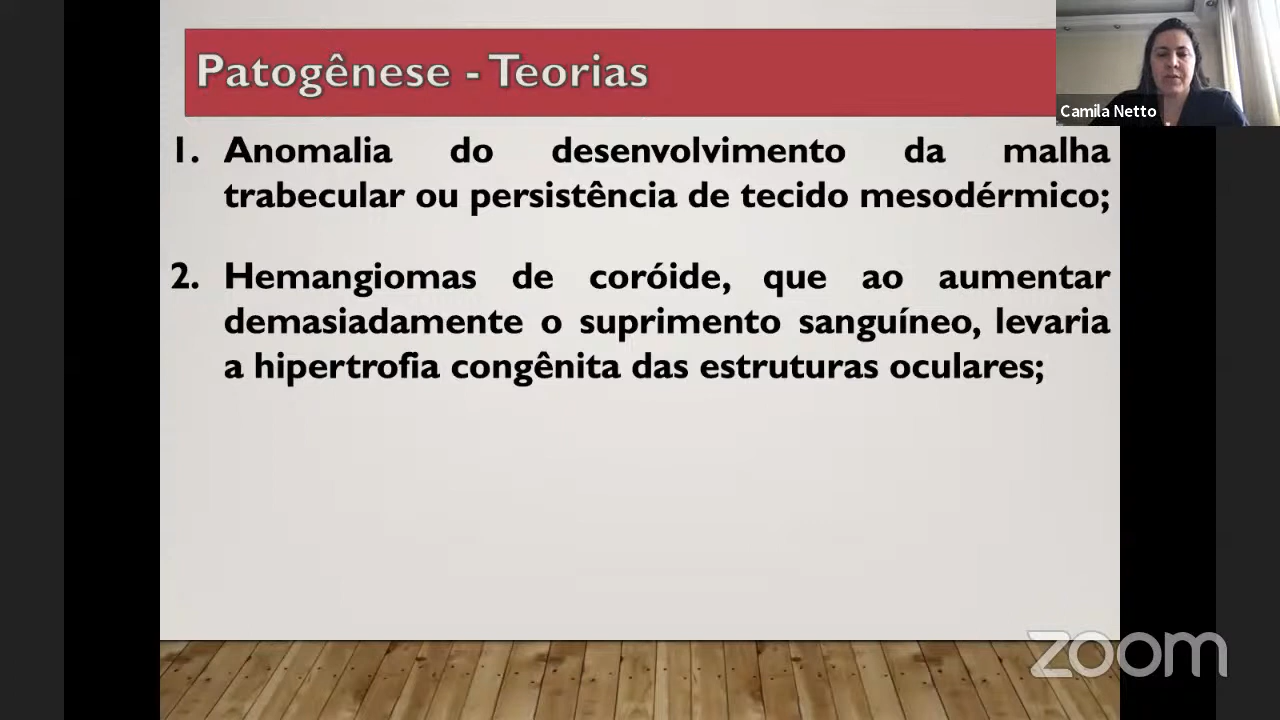 Patogênese - Teorias
Camila Netto
1. Anomalia do desenvolvimento da malha
trabecular ou persistência de tecido mesodérmico;
2. Hemangiomas de coróide, que ao aumentar
demasiadamente o suprimento sanguíneo, levaria
a hipertrofia congênita das estruturas oculares;
zoom